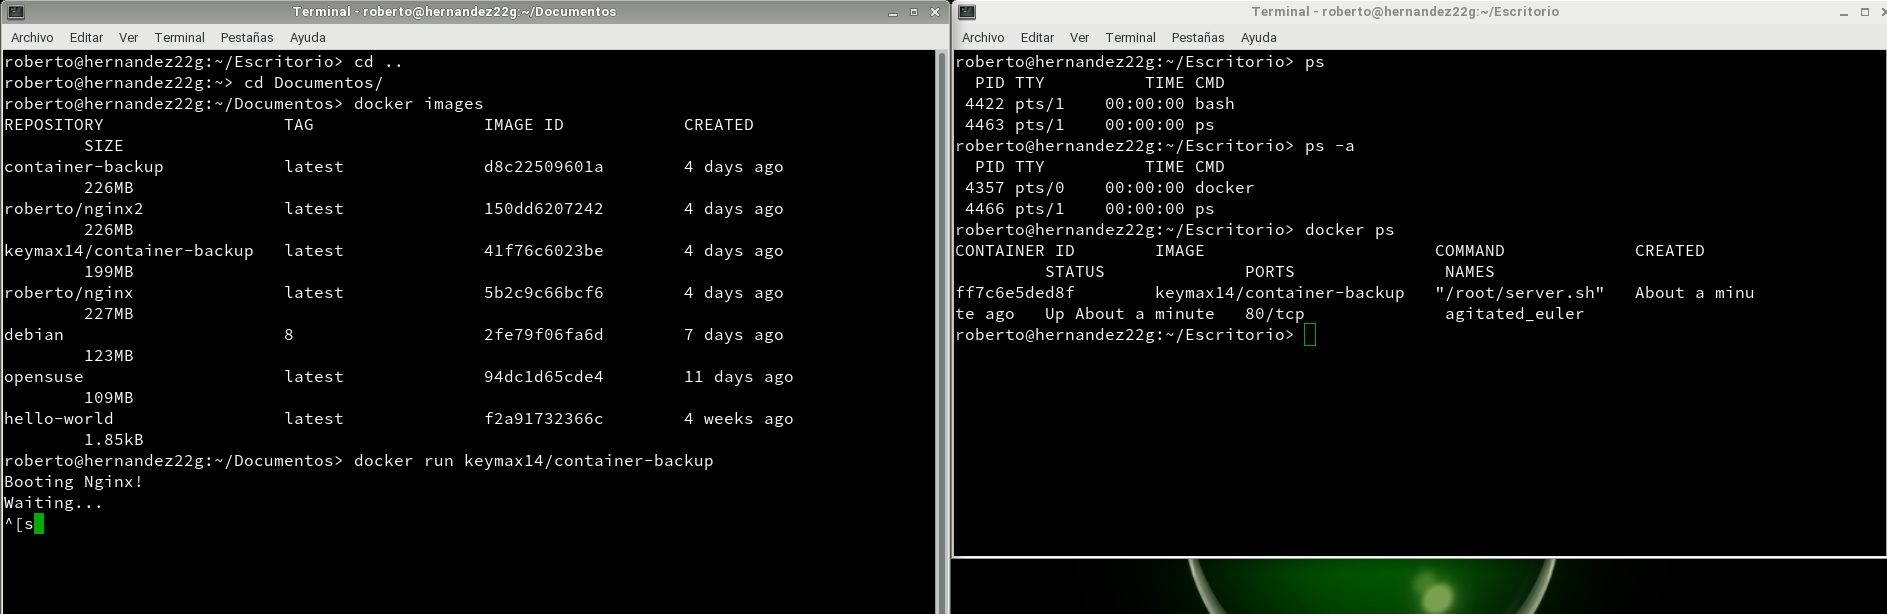 Terminal - roberto@hernandez22g:~/Documentos
Archivo Editar Ver Terminal Pestañas Ayuda
roberto@hernandez22g:~/Escritorio> cd ..
roberto@hernandez22g:~> cd Documentos/
roberto@hernandez22g:~/Documentos> docker images
REPOSITORY                  TAG                 IMAGE ID            CREATED
        SIZE
container-backup            latest              d8c22509601a        4 days ago
        226MB
roberto/nginx2              latest              150dd6207242        4 days ago
        226MB
keymax14/container-backup   latest              41f76c6023be        4 days ago
        199MB
roberto/nginx               latest              5b2c9c66bcf6        4 days ago
        227MB
debian                      8                   2fe79f06fa6d        7 days ago
        123MB
opensuse                    latest              94dc1d65cde4        11 days ago
        109MB
hello-world                 latest              f2a91732366c        4 weeks ago
        1.85kB
roberto@hernandez22g:~/Documentos> docker run keymax14/container-backup
Booting Nginx!
Waiting...
^[s
Terminal - roberto@hernandez22g:~/Escritorio
Archivo Editar Ver Terminal Pestañas Ayuda
roberto@hernandez22g:~/Escritorio> ps
  PID TTY          TIME CMD
 4422 pts/1    00:00:00 bash
 4463 pts/1    00:00:00 ps
roberto@hernandez22g:~/Escritorio> ps -a
  PID TTY          TIME CMD
 4357 pts/0    00:00:00 docker
 4466 pts/1    00:00:00 ps
roberto@hernandez22g:~/Escritorio> docker ps
CONTAINER ID        IMAGE                       COMMAND             CREATED
         STATUS              PORTS               NAMES
ff7c6e5ded8f        keymax14/container-backup   "/root/server.sh"   About a minu
te ago   Up About a minute   80/tcp              agitated_euler
roberto@hernandez22g:~/Escritorio>